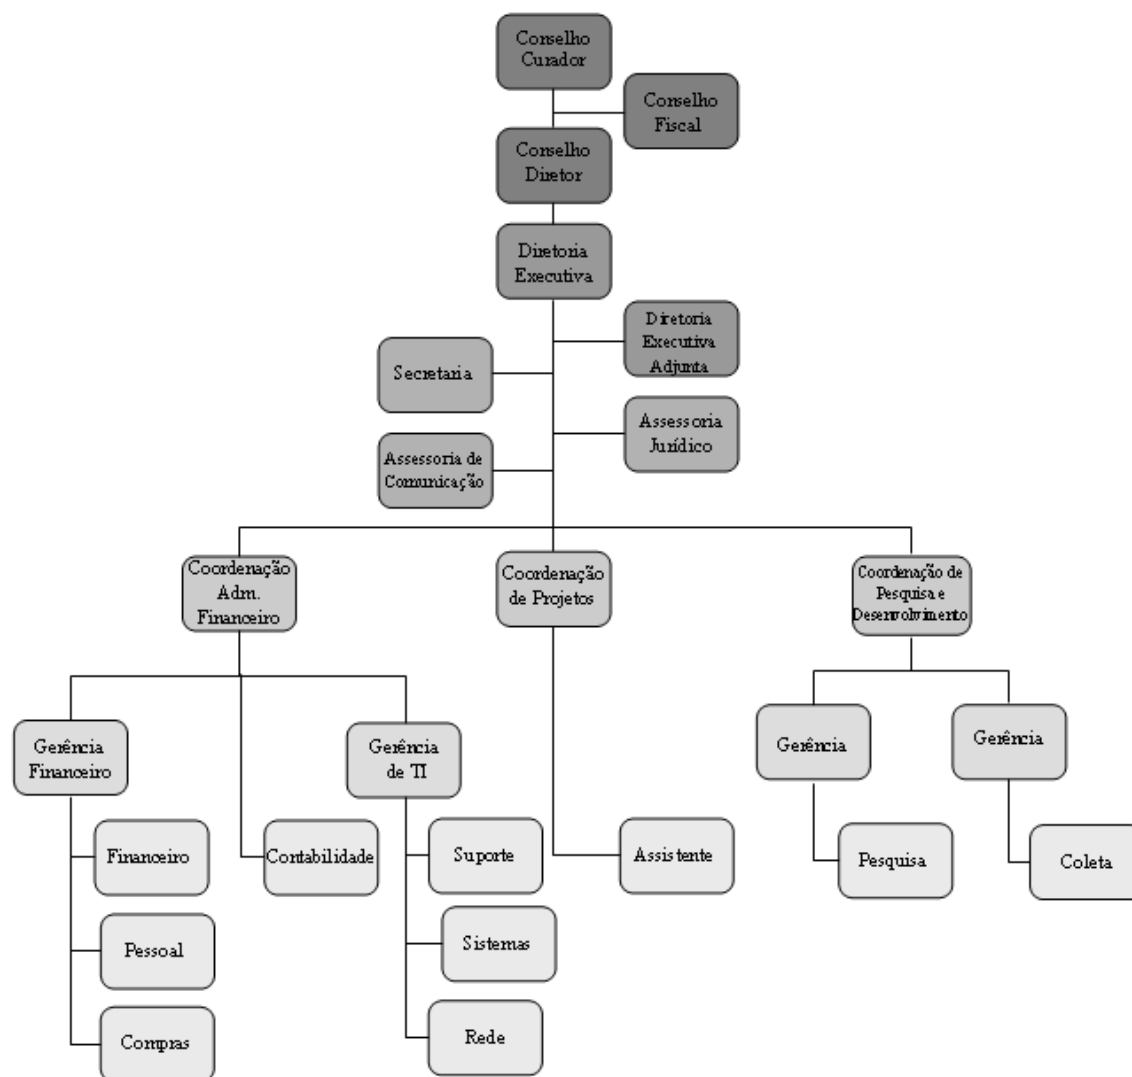 Conselho
Curador
Conselho
Fiscal
Conselho
Diretor
Diretoria
Executiva
Diretoria
Executiva
Adjunta
Secretaria
Assessoria
Jurídico
Assessoria de
Comunicação
Coordenação
Adm.
Financeiro
Coordenação
de Projetos
Coordenação de
Pesquisa e
Desenvolvimento
Gerência
Financeiro
Gerência
de TI
Gerência
Gerência
Financeiro
Contabilidade
Suporte
Assistente
Pesquisa
Coleta
Pessoal
Sistemas
Compras
Rede